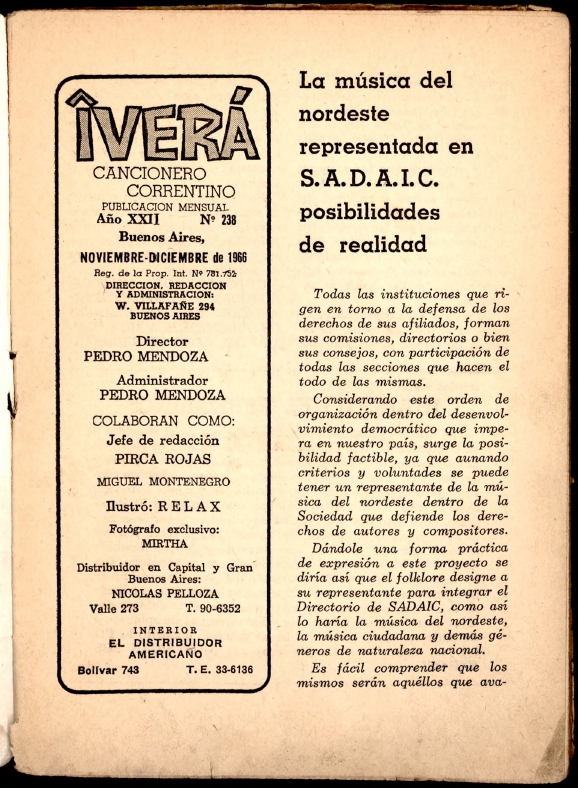 ÎVERÁ
CANCIONERO
CORRENTINO
PUBLICACION MENSUAL
Año XXII Nº 238
Buenos Aires,
NOVIEMBRE-DICIEMBRE de 1966
Reg. de la Prop. Int. Nº 781.752
DIRECCION, REDACCION
Y ADMINISTRACION:
W. VILLAFAÑE 294
BUENOS AIRES
Director
PEDRO MENDOZA
Administrador
PEDRO MENDOZA
COLABORAN COMO:
Jefe de redacción
PIRCA ROJAS
MIGUEL MONTENEGRO
Ilustró: RELAX
Fotógrafo exclusivo:
MIRTHA
Distribuidor en Capital y Gran
Buenos Aires:
NICOLAS PELLOZA
Valle 273 T. 90-6352
INTERIOR
EL DISTRIBUIDOR
AMERICANO
Bolívar 743 T. E. 33-6136
La música del
nordeste
representada en
S.A.D.A.I.C.
posibilidades
de realidad
Todas las instituciones que ri-
gen en torno a la defensa de los
derechos de sus afiliados, forman
sus comisiones, directorios o bien
sus consejos, con participación de
todas las secciones que hacen el
todo de las mismas.
Considerando este orden de
organización dentro del desenvol-
vimiento democrático que impe-
ra en nuestro país, surge la posi-
bilidad factible, ya que aunando
criterios y voluntades se puede
tener un representante de la mú-
sica del nordeste dentro de la
Sociedad que defiende los dere-
chos de autores y compositores.
Dándole una forma práctica
de expresión a este proyecto se
diría así que el folklore designe a
su representante para integrar el
Directorio de SADAIC, como así
lo haría la música del nordeste,
la música ciudadana y demás gé-
neros de naturaleza nacional.
Es fácil comprender que los
mismos serán aquéllos que ava-